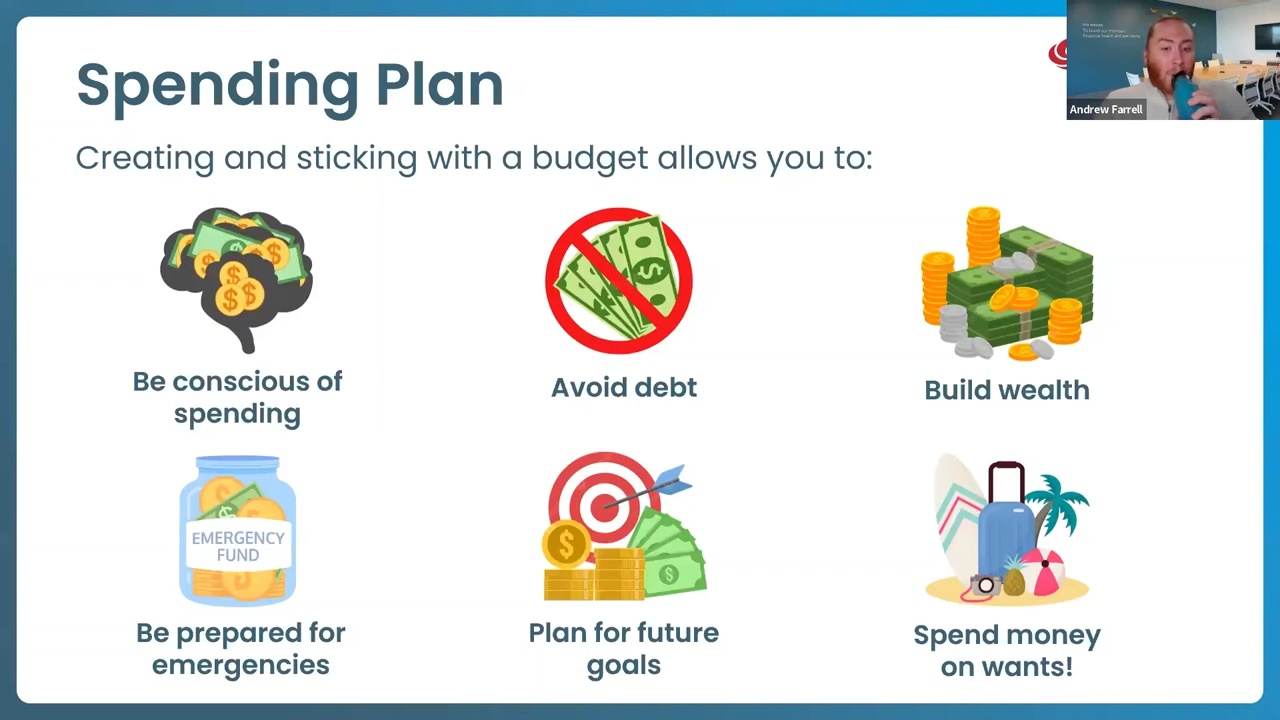 Spending Plan
Creating and sticking with a budget allows you to:
Be conscious of
spending
Avoid debt
Build wealth
EMERGENCY
FUND
Be prepared for
emergencies
Plan for future
goals
Spend money
on wants!
Andrew Farrell